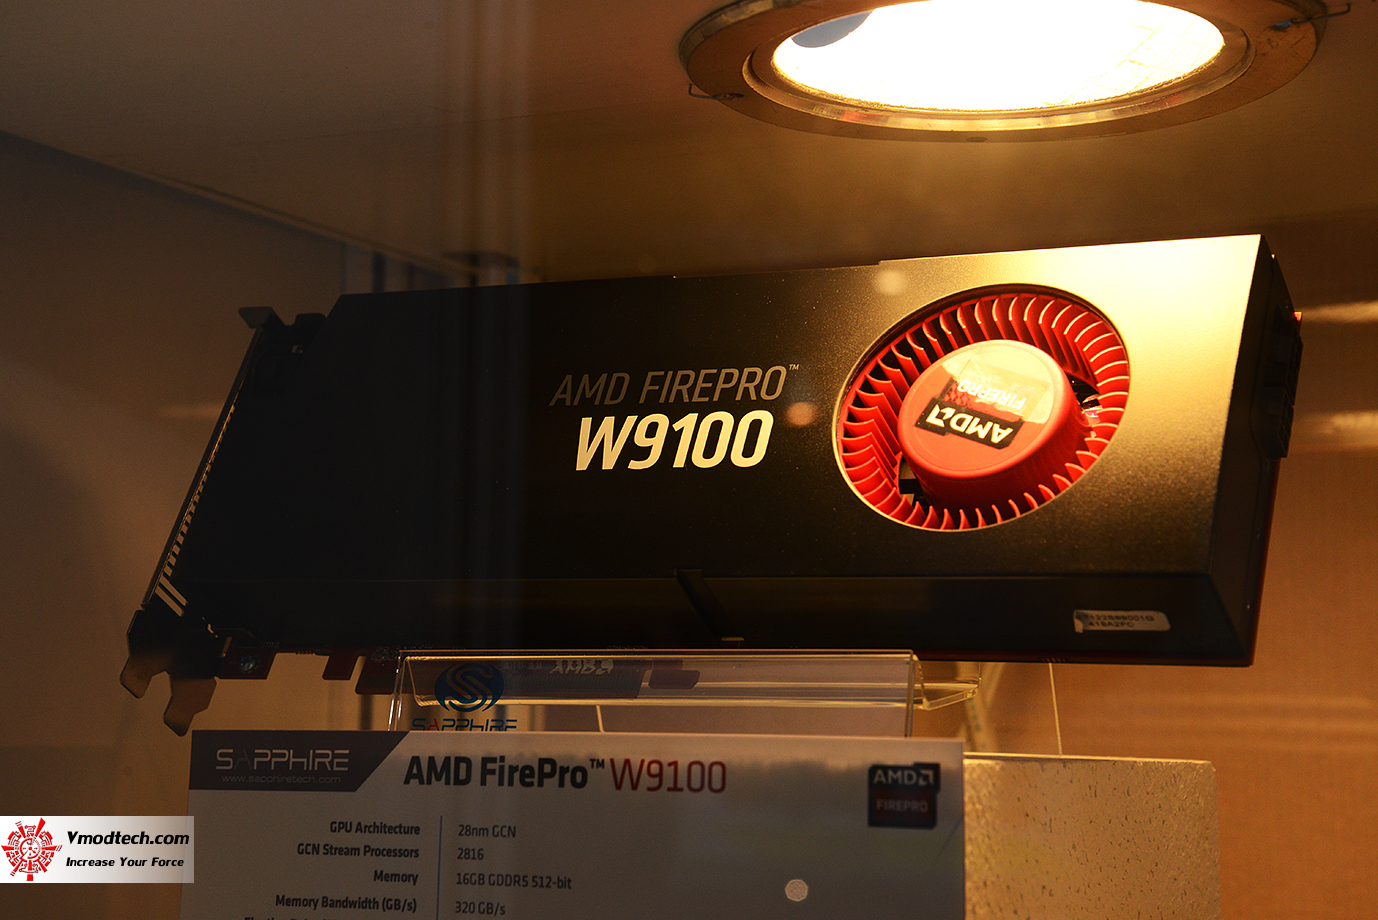 AMD FIREPRO™
W9100
AMD
FIREPRO
AMD
SAPPHIRE
SAPPHIRE
www.sapphiretech.com
AMD FirePro™ W9100
AMD
FIREPRO
GPU Architecture 28nm GCN
GCN Stream Processors 2816
Memory 16GB GDDR5 512-bit
Memory Bandwidth (GB/s) 320 GB/s
Vmodtech.com
Increase Your Force